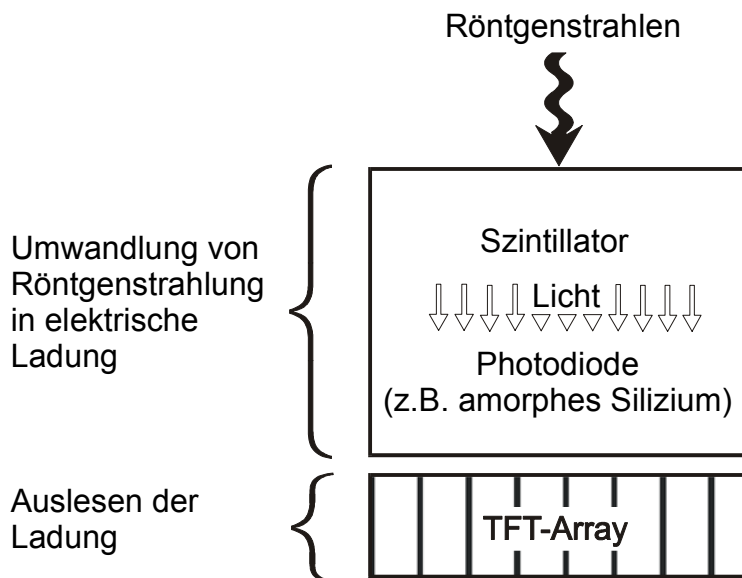 Röntgenstrahlen
Umwandlung von
Röntgenstrahlung
in elektrische
Ladung
Szintillator
Licht
Photodiode
(z.B. amorphes Silizium)
Auslesen der
Ladung
TFT-Array